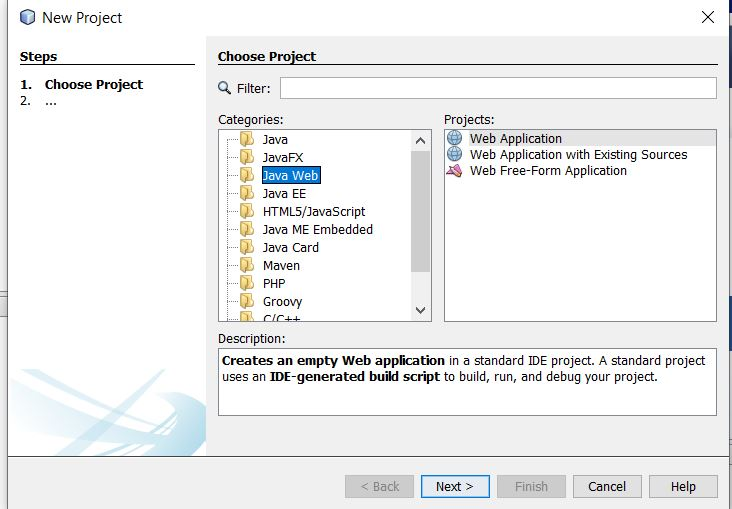 New Project
Steps
1. Choose Project
2. ...
Choose Project
Filter:
Categories:
Java
JavaFX
Java Web
Java EE
HTML5/JavaScript
Java ME Embedded
Java Card
Maven
PHP
Groovy
C/C++
Projects:
Web Application
Web Application with Existing Sources
Web Free-Form Application
Description:
Creates an empty Web application in a standard IDE project. A standard project
uses an IDE-generated build script to build, run, and debug your project.
< Back
Next >
Finish
Cancel
Help